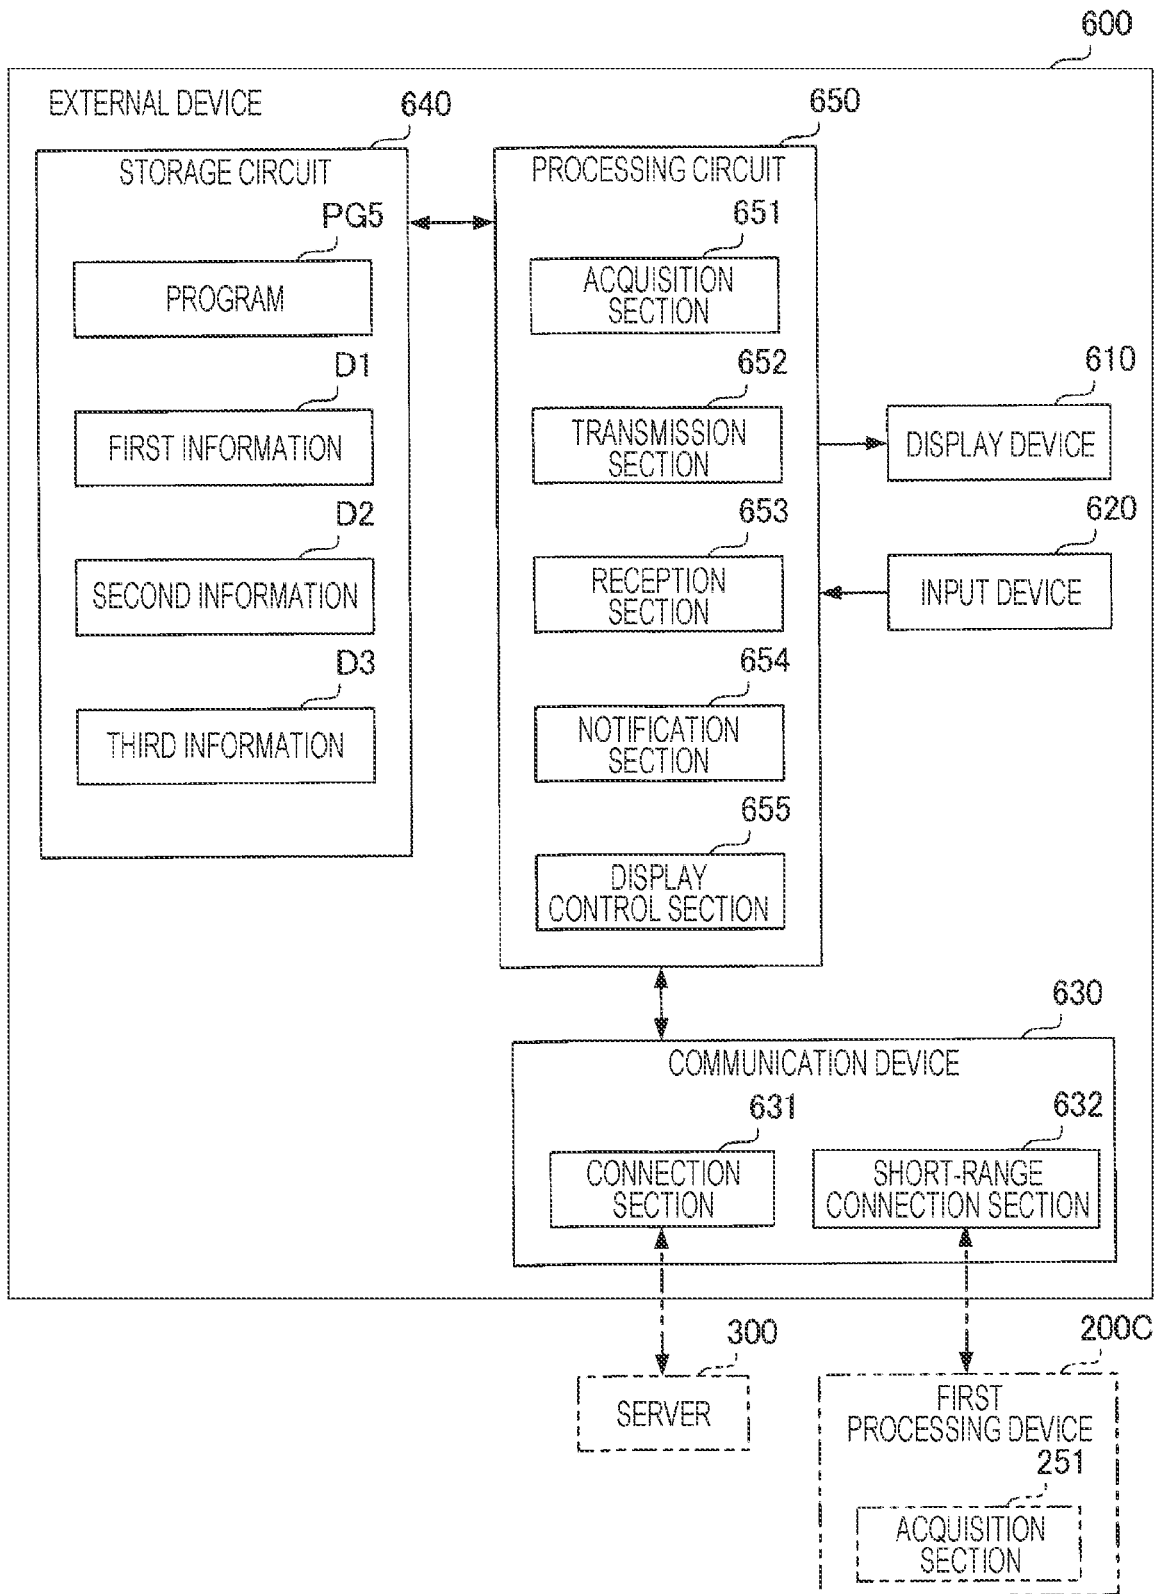 600
EXTERNAL DEVICE
640
STORAGE CIRCUIT
PG5
PROGRAM
D1
FIRST INFORMATION
D2
SECOND INFORMATION
D3
THIRD INFORMATION
650
PROCESSING CIRCUIT
651
ACQUISITION
SECTION
652
TRANSMISSION
SECTION
653
RECEPTION
SECTION
654
NOTIFICATION
SECTION
655
DISPLAY
CONTROL SECTION
610
DISPLAY DEVICE
620
INPUT DEVICE
630
COMMUNICATION DEVICE
631
CONNECTION
SECTION
632
SHORT-RANGE
CONNECTION SECTION
300
SERVER
200C
FIRST
PROCESSING DEVICE
251
ACQUISITION
SECTION